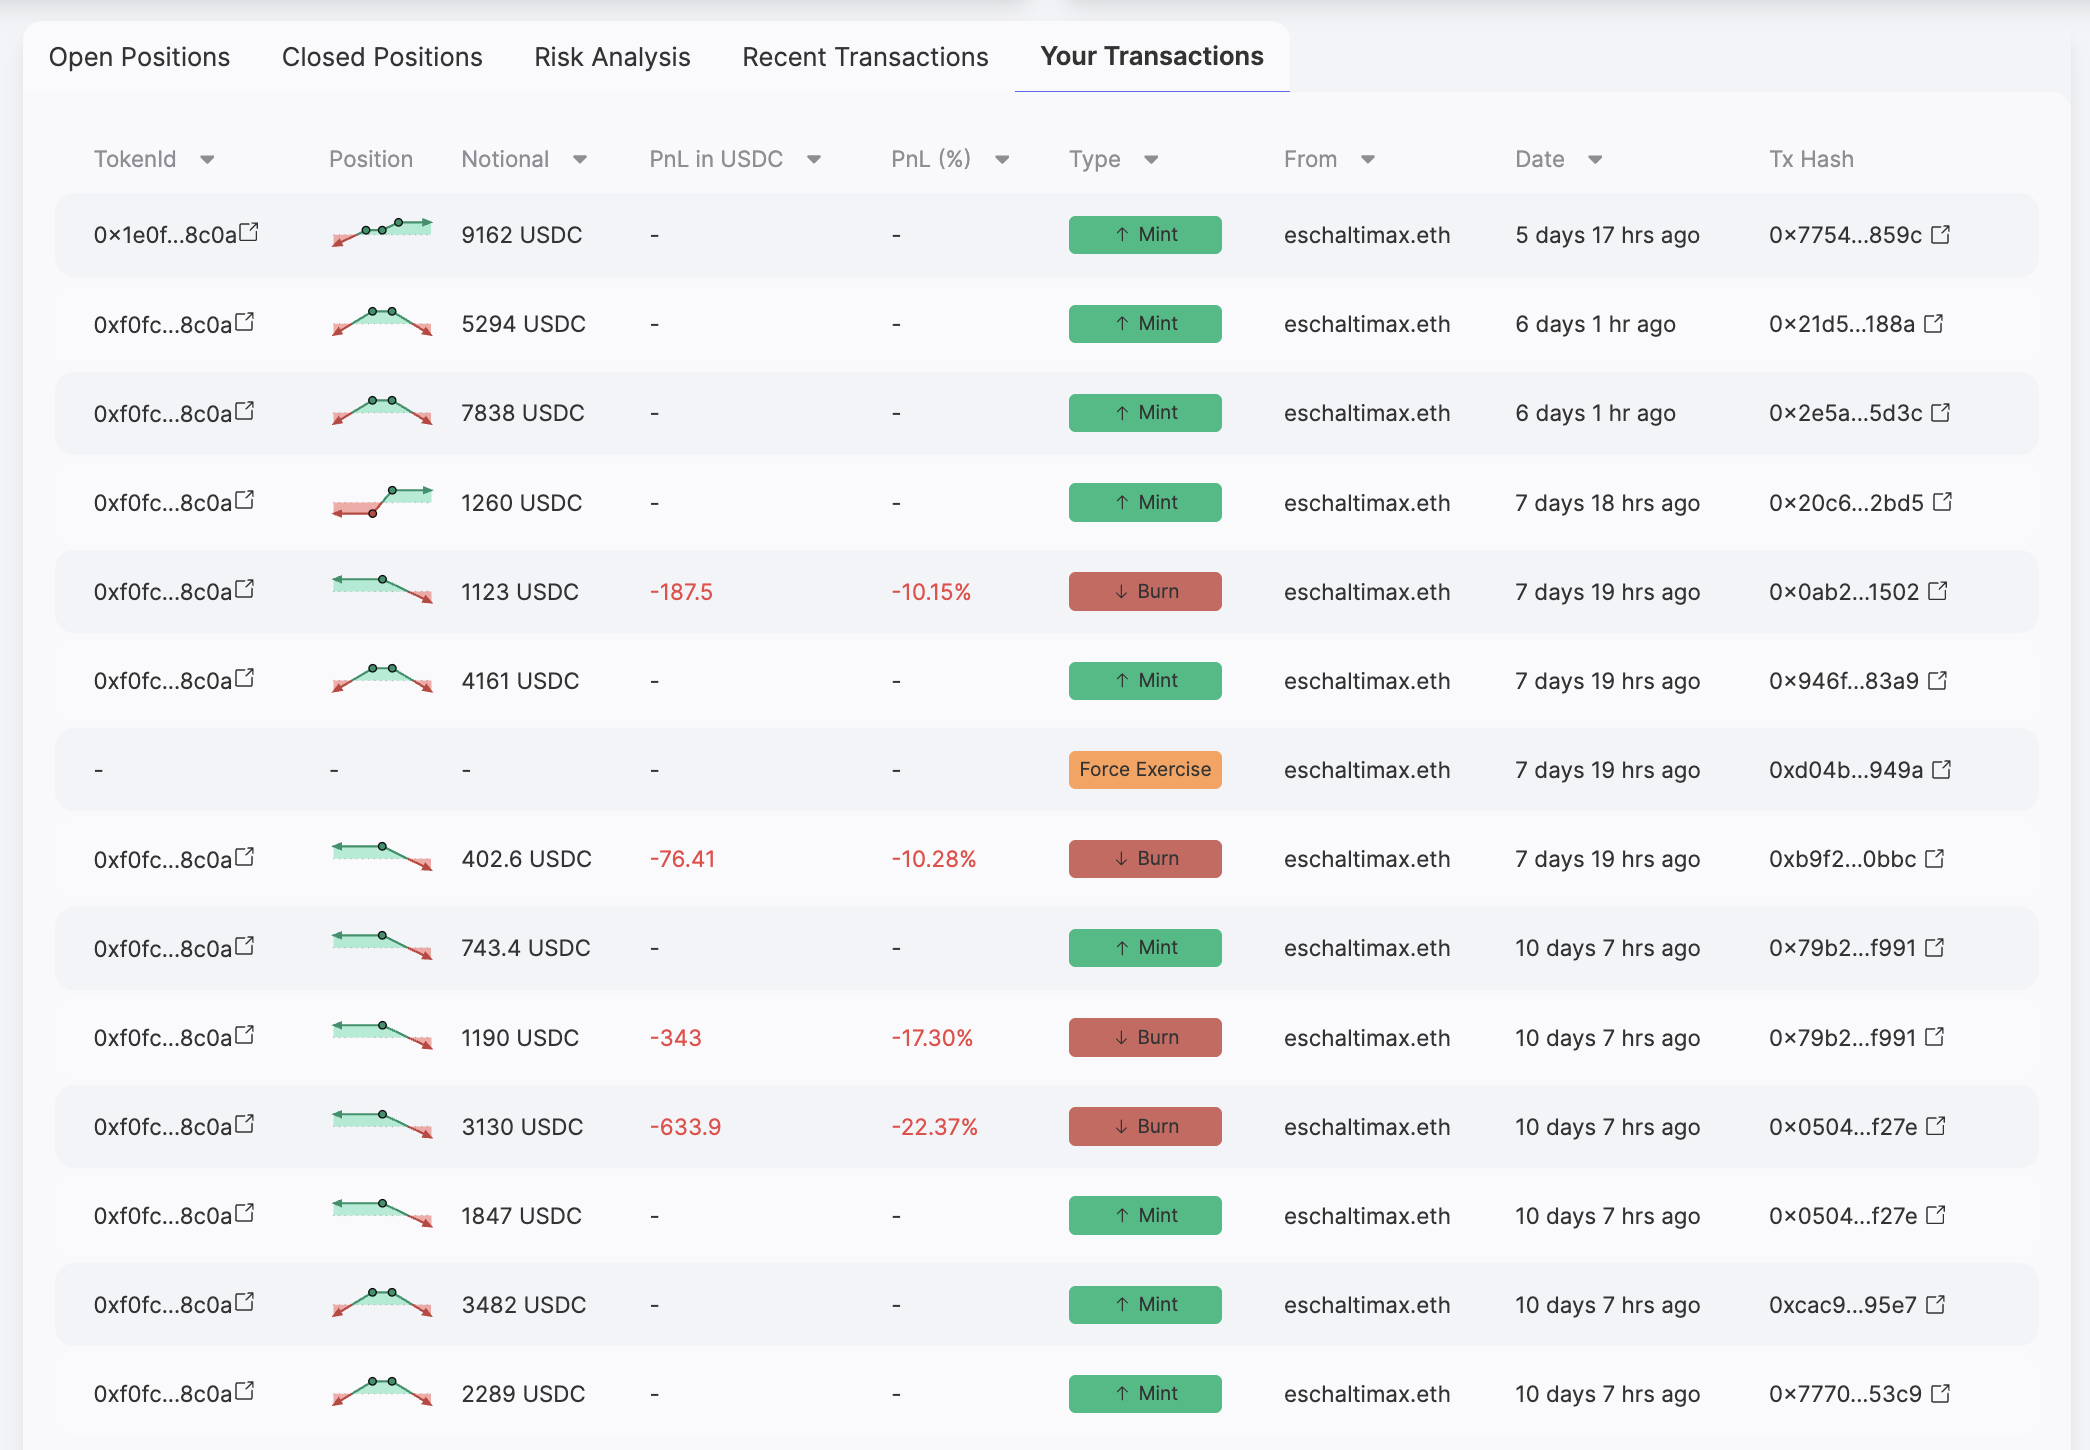 Open Positions Closed Positions Risk Analysis Recent Transactions Your Transactions
TokenId Position Notional PnL in USDC PnL (%) Type From Date Tx Hash
0x1e0f...8c0a 9162 USDC - - ↑ Mint eschaltimax.eth 5 days 17 hrs ago 0x7754...859c
0xf0fc...8c0a 5294 USDC - - ↑ Mint eschaltimax.eth 6 days 1 hr ago 0x21d5...188a
0xf0fc...8c0a 7838 USDC - - ↑ Mint eschaltimax.eth 6 days 1 hr ago 0x2e5a...5d3c
0xf0fc...8c0a 1260 USDC - - ↑ Mint eschaltimax.eth 7 days 18 hrs ago 0x20c6...2bd5
0xf0fc...8c0a 1123 USDC -187.5 -10.15% ↓ Burn eschaltimax.eth 7 days 19 hrs ago 0x0ab2...1502
0xf0fc...8c0a 4161 USDC - - ↑ Mint eschaltimax.eth 7 days 19 hrs ago 0x946f...83a9
- - - - - Force Exercise eschaltimax.eth 7 days 19 hrs ago 0xd04b...949a
0xf0fc...8c0a 402.6 USDC -76.41 -10.28% ↓ Burn eschaltimax.eth 7 days 19 hrs ago 0xb9f2...0bbc
0xf0fc...8c0a 743.4 USDC - - ↑ Mint eschaltimax.eth 10 days 7 hrs ago 0x79b2...f991
0xf0fc...8c0a 1190 USDC -343 -17.30% ↓ Burn eschaltimax.eth 10 days 7 hrs ago 0x79b2...f991
0xf0fc...8c0a 3130 USDC -633.9 -22.37% ↓ Burn eschaltimax.eth 10 days 7 hrs ago 0x0504...f27e
0xf0fc...8c0a 1847 USDC - - ↑ Mint eschaltimax.eth 10 days 7 hrs ago 0x0504...f27e
0xf0fc...8c0a 3482 USDC - - ↑ Mint eschaltimax.eth 10 days 7 hrs ago 0xcac9...95e7
0xf0fc...8c0a 2289 USDC - - ↑ Mint eschaltimax.eth 10 days 7 hrs ago 0x7770...53c9